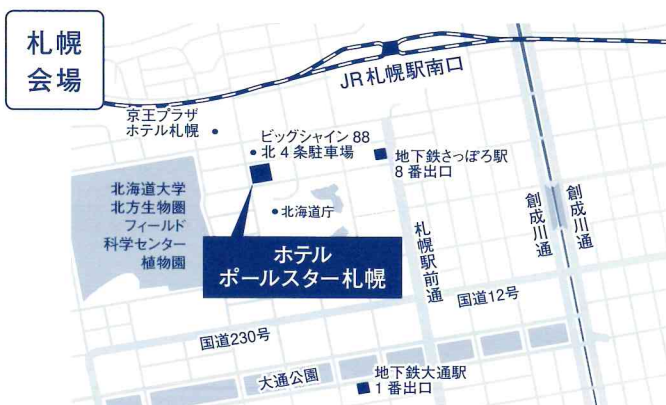 札幌
会場
JR札幌駅南口
京王プラザ
ホテル札幌
ビッグシャイン88
北4条駐車場
地下鉄さっぽろ駅
8番出口
北海道大学
北方生物圏
フィールド
科学センター
植物園
北海道庁
ホテル
ポールスター札幌
札幌駅前通
創成川通
創成川通
国道12号
国道230号
大通公園
地下鉄大通駅
1番出口